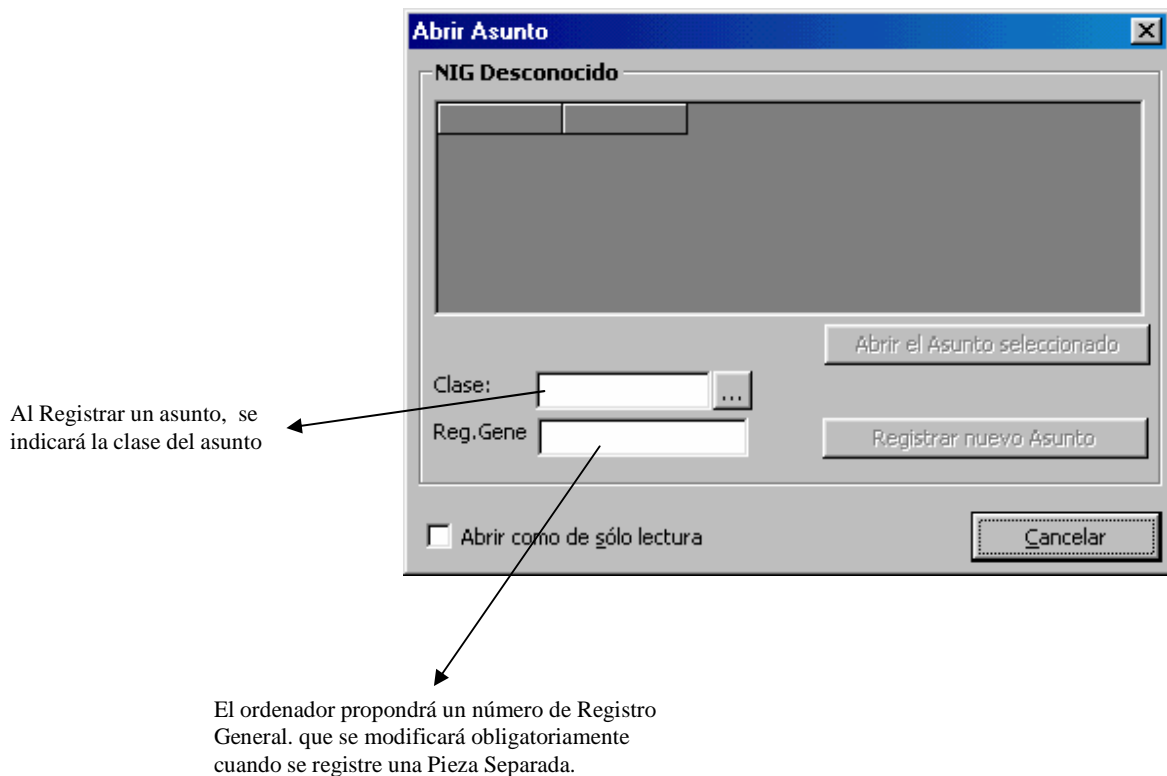 Abrir Asunto
NIG Desconocido
Abrir el Asunto seleccionado
Clase:
...
Reg.Gene
Registrar nuevo Asunto
Abrir como de sólo lectura
Cancelar
Al Registrar un asunto, se
indicará la clase del asunto
El ordenador propondrá un número de Registro
General. que se modificará obligatoriamente
cuando se registre una Pieza Separada.